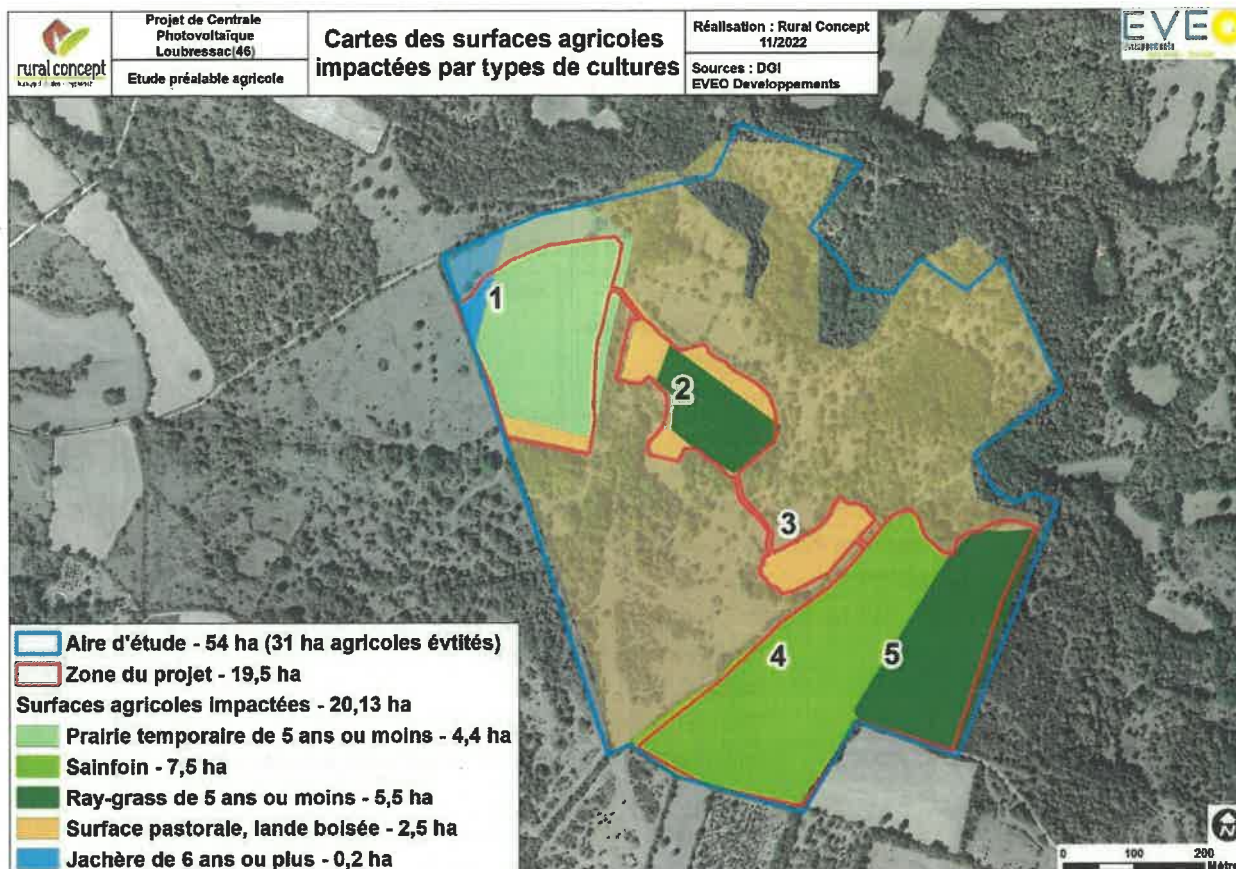 rural concept
Projet de Centrale
Photovoltaïque
Loubressac(46)
Etude préalable agricole
Cartes des surfaces agricoles
impactées par types de cultures
Réalisation : Rural Concept
11/2022
Sources : DGI
EVEO Developpements
EVEO
1
2
3
4
5
Aire d'étude - 54 ha (31 ha agricoles évtités)
Zone du projet - 19,5 ha
Surfaces agricoles impactées - 20,13 ha
Prairie temporaire de 5 ans ou moins - 4,4 ha
Sainfoin - 7,5 ha
Ray-grass de 5 ans ou moins - 5,5 ha
Surface pastorale, lande boisée - 2,5 ha
Jachère de 6 ans ou plus - 0,2 ha
N
0 100 200
Mètre